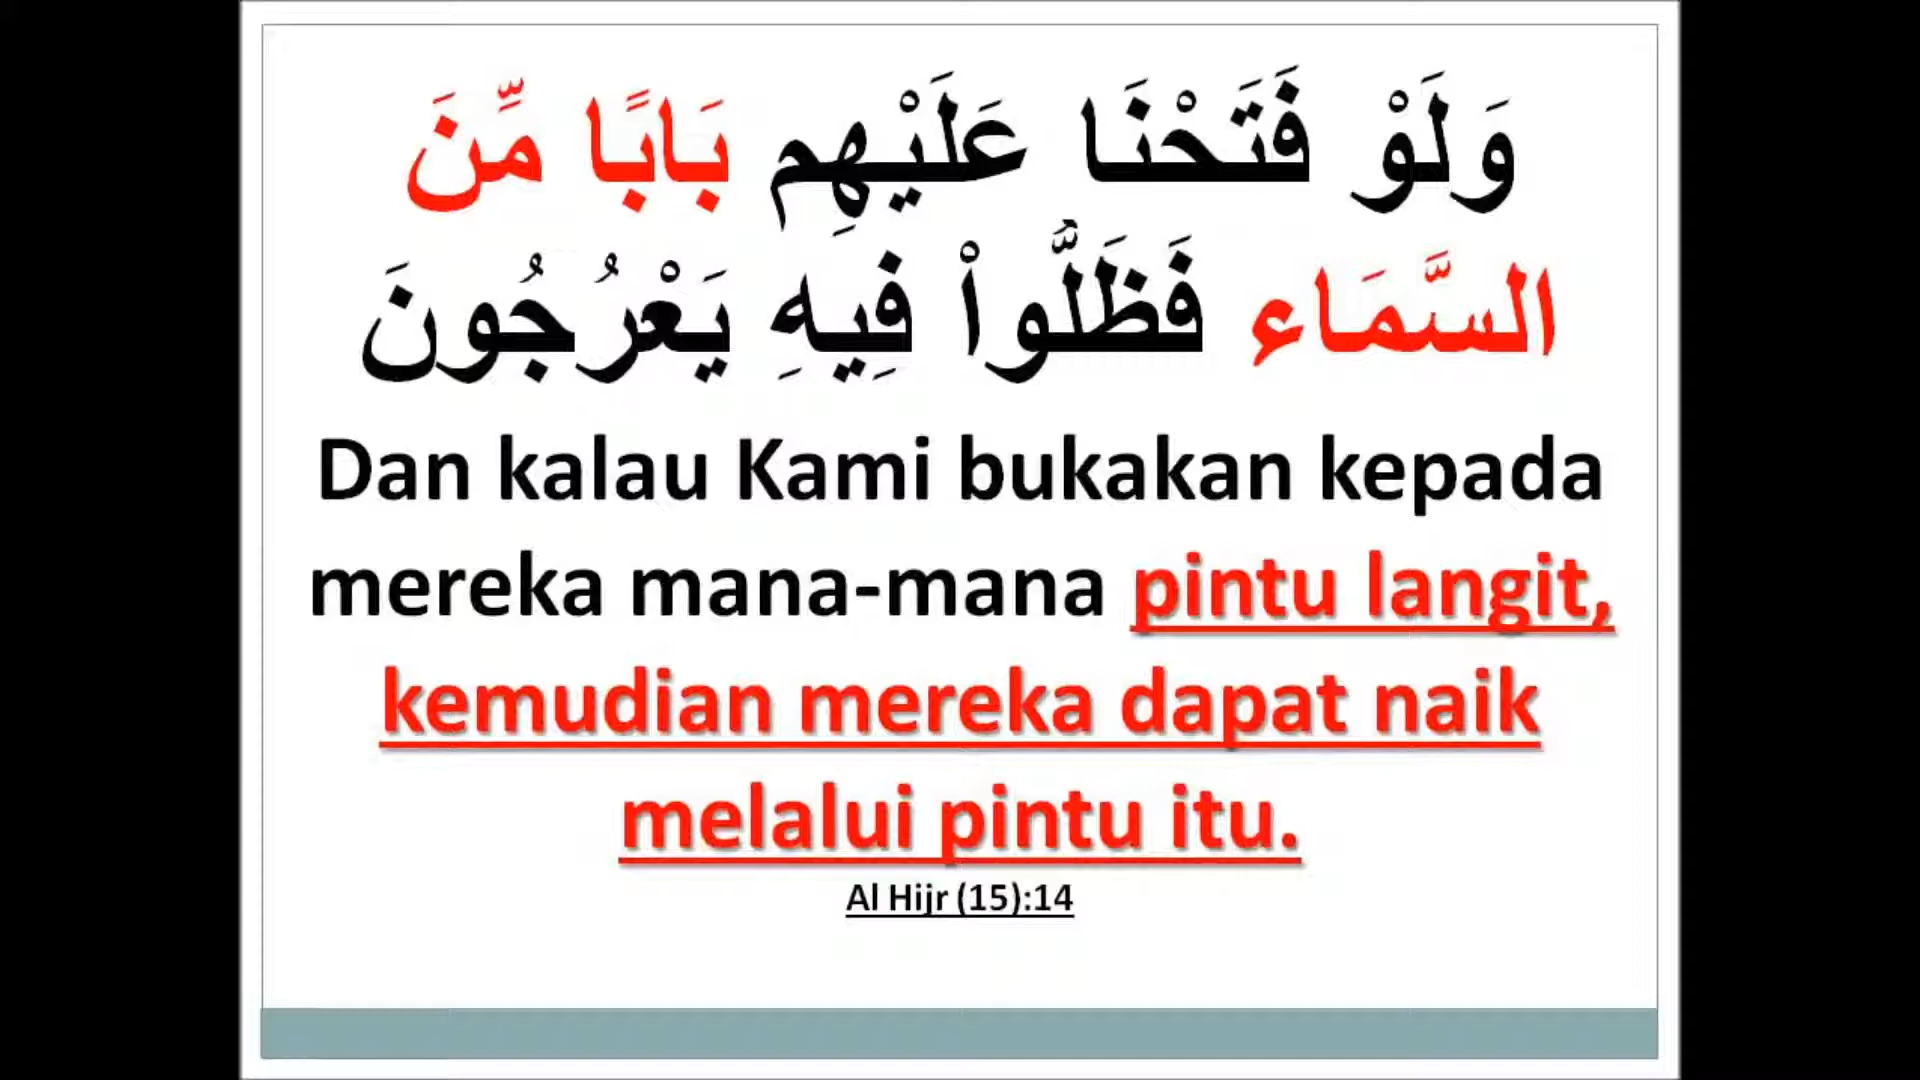 وَلَوْ فَتَحْنَا عَلَيْهِم بَابًا مِّنَ
السَّمَاء فَظَلُّواْ فِيهِ يَعْرُجُونَ
Dan kalau Kami bukakan kepada
mereka mana-mana pintu langit,
kemudian mereka dapat naik
melalui pintu itu.
Al Hijr (15):14